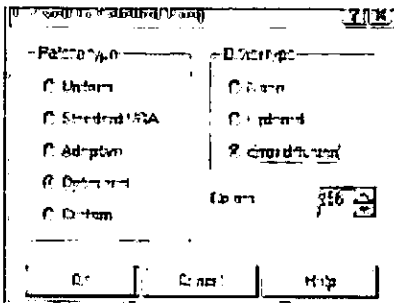 Palette type
Uniform
Standard VGA
Adaptive
Optimized
Custom
Dither type
None
Ordered
Error diffusion
Colors
256
OK
Cancel
Help